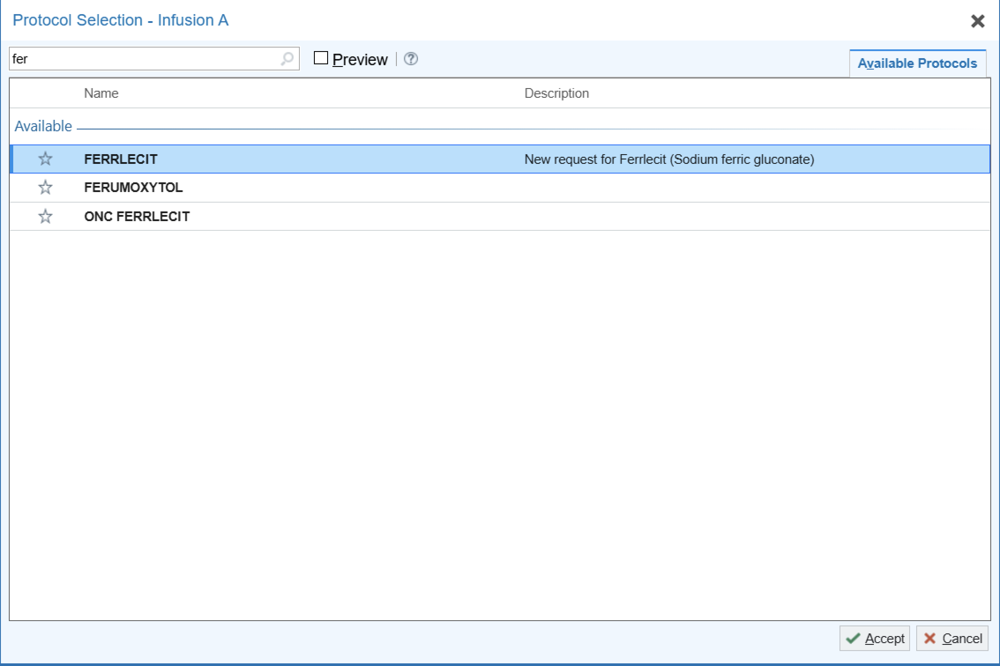 Protocol Selection - Infusion A
fer
Preview
Available Protocols
Name Description
Available
FERRLECIT New request for Ferrlecit (Sodium ferric gluconate)
FERUMOXYTOL
ONC FERRLECIT
Accept Cancel